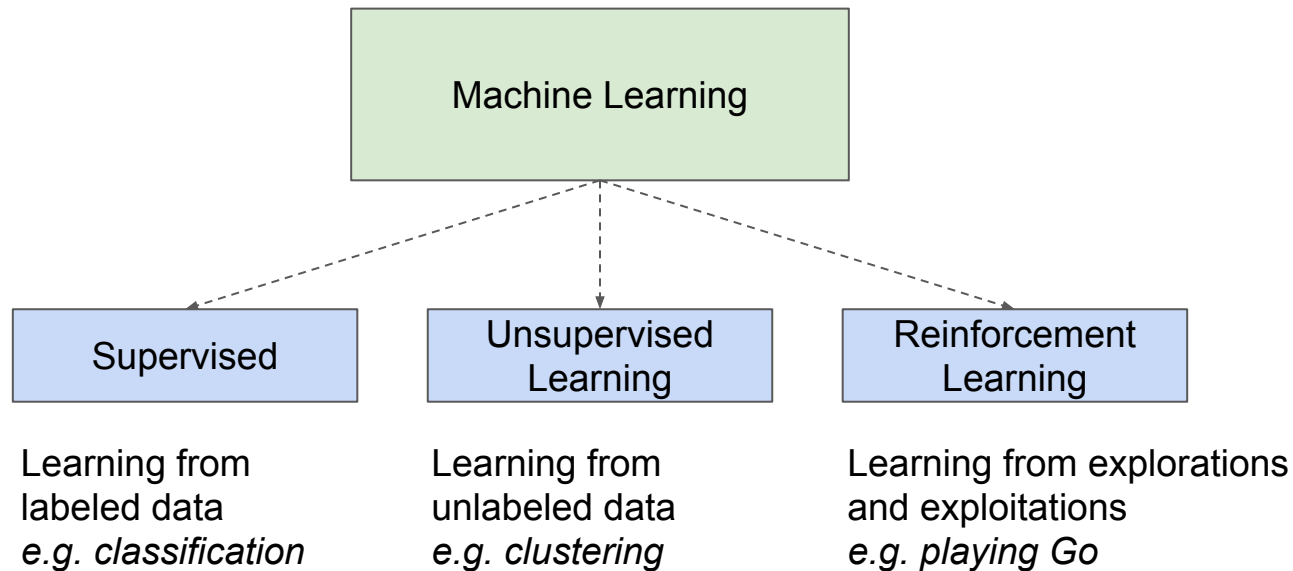 Machine Learning
Supervised
Unsupervised
Learning
Reinforcement
Learning
Learning from
labeled data
e.g. classification
Learning from
unlabeled data
e.g. clustering
Learning from explorations
and exploitations
e.g. playing Go